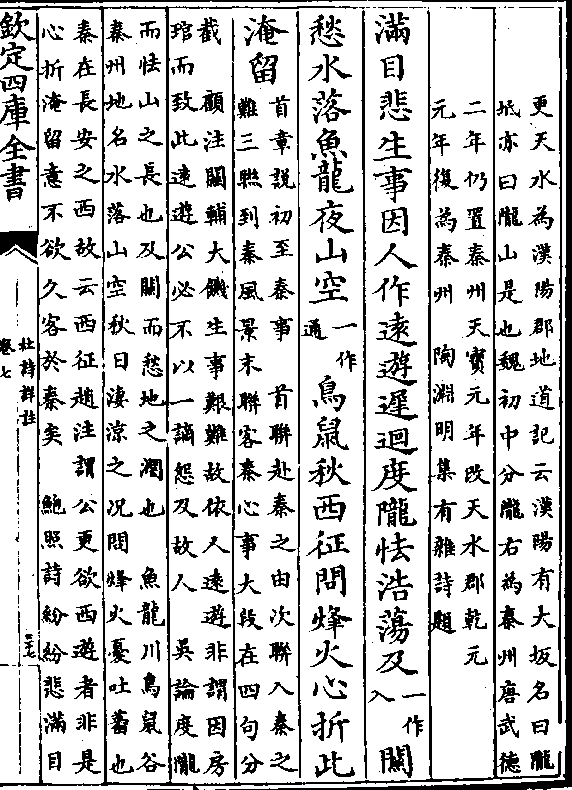 更天水為漢陽郡地道記云漢陽有大坂名曰隴
坻亦曰隴山是也魏初中分隴右為秦州唐武徳
二年仍置秦州天寶元年改天水郡乾元
元年復為秦州 陶淵明集有雜詩題
滿目悲生事因人作逺遊遲迴度隴怯浩蕩及一作入闗
愁水落魚龍夜山空一作通鳥鼠秋西征問烽火心折此
淹留
首章説初至秦事 首聯赴秦之由次聯入秦之
難三聨到秦風景末聯客秦心事大段在四句分
截 顧注闗輔大饑生事艱難故依人逺遊非謂因房
琯而致此逺遊公必不以一謫怨及故人 吳論度隴
而怯山之長也及闗而愁地之濶也 魚龍川鳥鼠谷
秦州地名水落山空秋日淒涼之况問烽火憂吐蕃也
秦在長安之西故云西征趙注謂公更欲西遊者非是
心折淹留意不欲久客於秦矣 鮑照詩紛紛悲滿目
欽定四庫全書
杜詩詳註
卷七